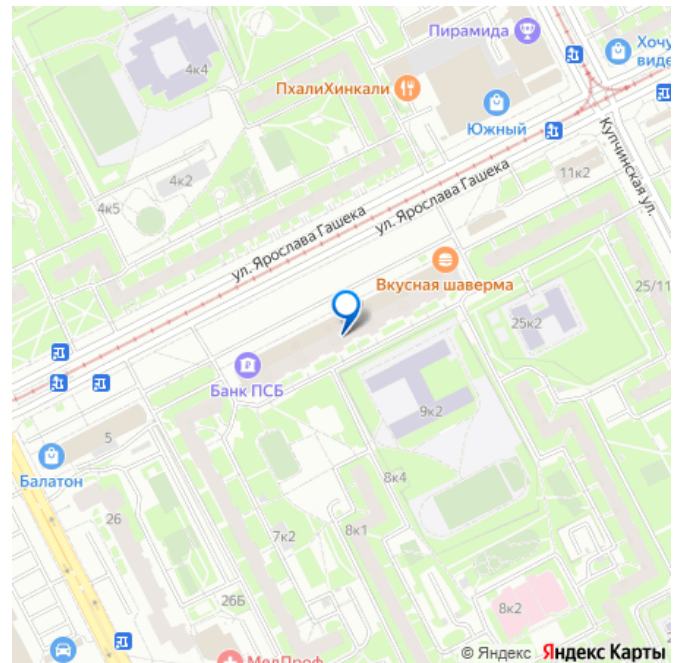 Пирамида
Хочу
виде
4к4
ПхалиХинкали
Южный
Купчинская ул.
11к2
4к2
4к5
ул. Ярослава Гашека
ул. Ярослава Гашека
Вкусная шаверма
25/11
25к2
Банк ПСБ
9к2
5
Балатон
8к4
26
7к2
8к1
26Б
8к2
МедПроф
© Яндекс Яндекс Карты